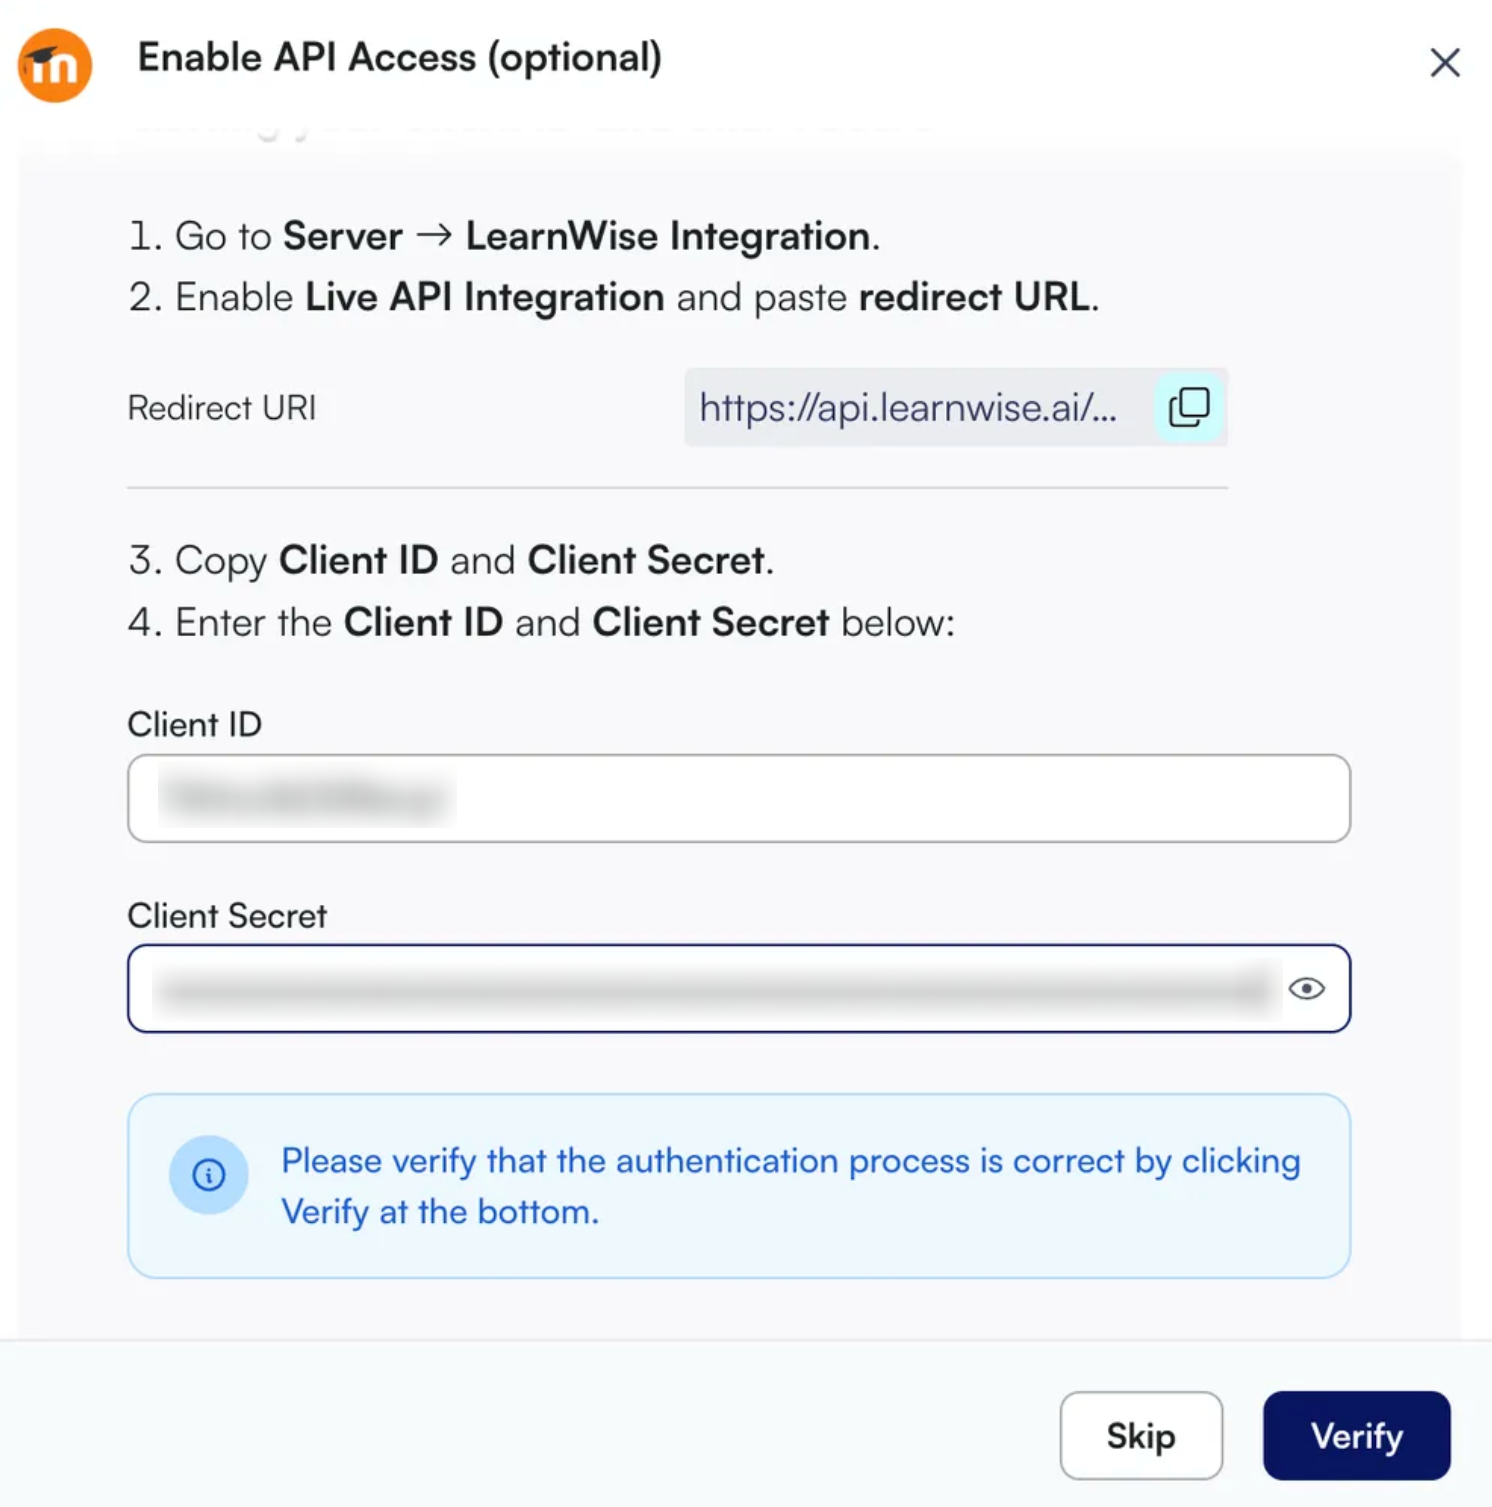 Enable API Access (optional)
1. Go to Server → LearnWise Integration.
2. Enable Live API Integration and paste redirect URL.
Redirect URI
https://api.learnwise.ai/...
3. Copy Client ID and Client Secret.
4. Enter the Client ID and Client Secret below:
Client ID
Client Secret
Please verify that the authentication process is correct by clicking
Verify at the bottom.
Skip
Verify